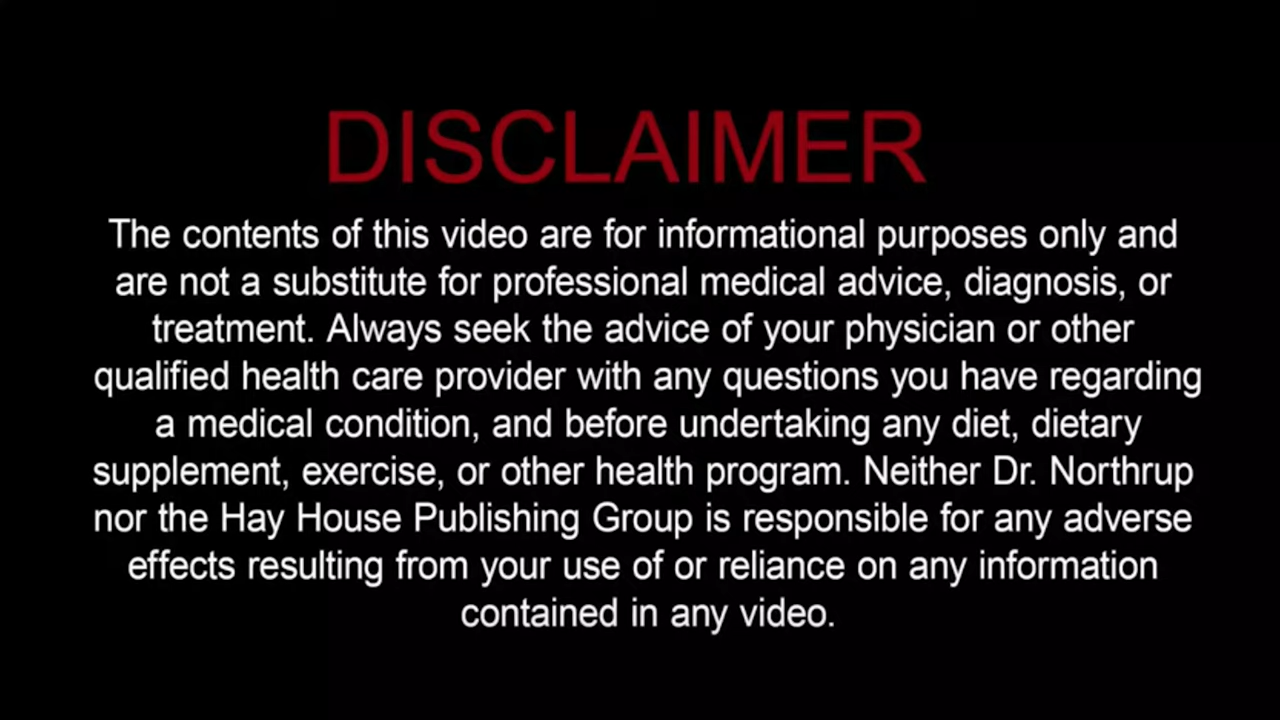 DISCLAIMER
The contents of this video are for informational purposes only and
are not a substitute for professional medical advice, diagnosis, or
treatment. Always seek the advice of your physician or other
qualified health care provider with any questions you have regarding
a medical condition, and before undertaking any diet, dietary
supplement, exercise, or other health program. Neither Dr. Northrup
nor the Hay House Publishing Group is responsible for any adverse
effects resulting from your use of or reliance on any information
contained in any video.